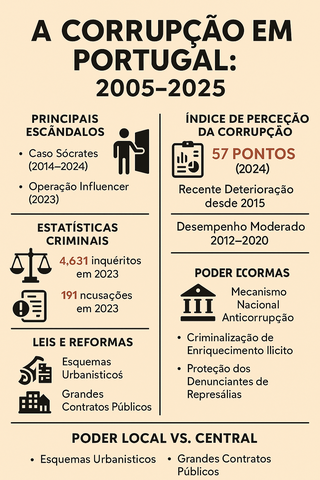 A CORRUPÇÃO EM
PORTUGAL:
2005–2025
PRINCIPAIS
ESCÂNDALOS
• Caso Sócrates
(2014–2024)
• Operação Influencer
(2023)
ESTATÍSTICAS
CRIMINAIS
4,631 inquéritos
em 2023
191 ncusações
em 2023
LEIS E REFORMAS
Esquemas
Urbanisticoś
Grandes
Contratos Públicos
ÍNDICE DE PERCEÇÃO
DA CORRUPÇÃO
57 PONTOS
(2024)
Recente Deterioração
desde 2015
Desempenho Moderado
2012–2020
PODER ECORMAS
Mecanismo
Nacional
Anticorrupção
• Criminalização de
Enriquecimento Ilicito
• Proteção dos
Denunciantes de
Represálias
PODER LOCAL VS. CENTRAL
• Esquemas Urbanisticos
• Grandes Contratos
Públicos